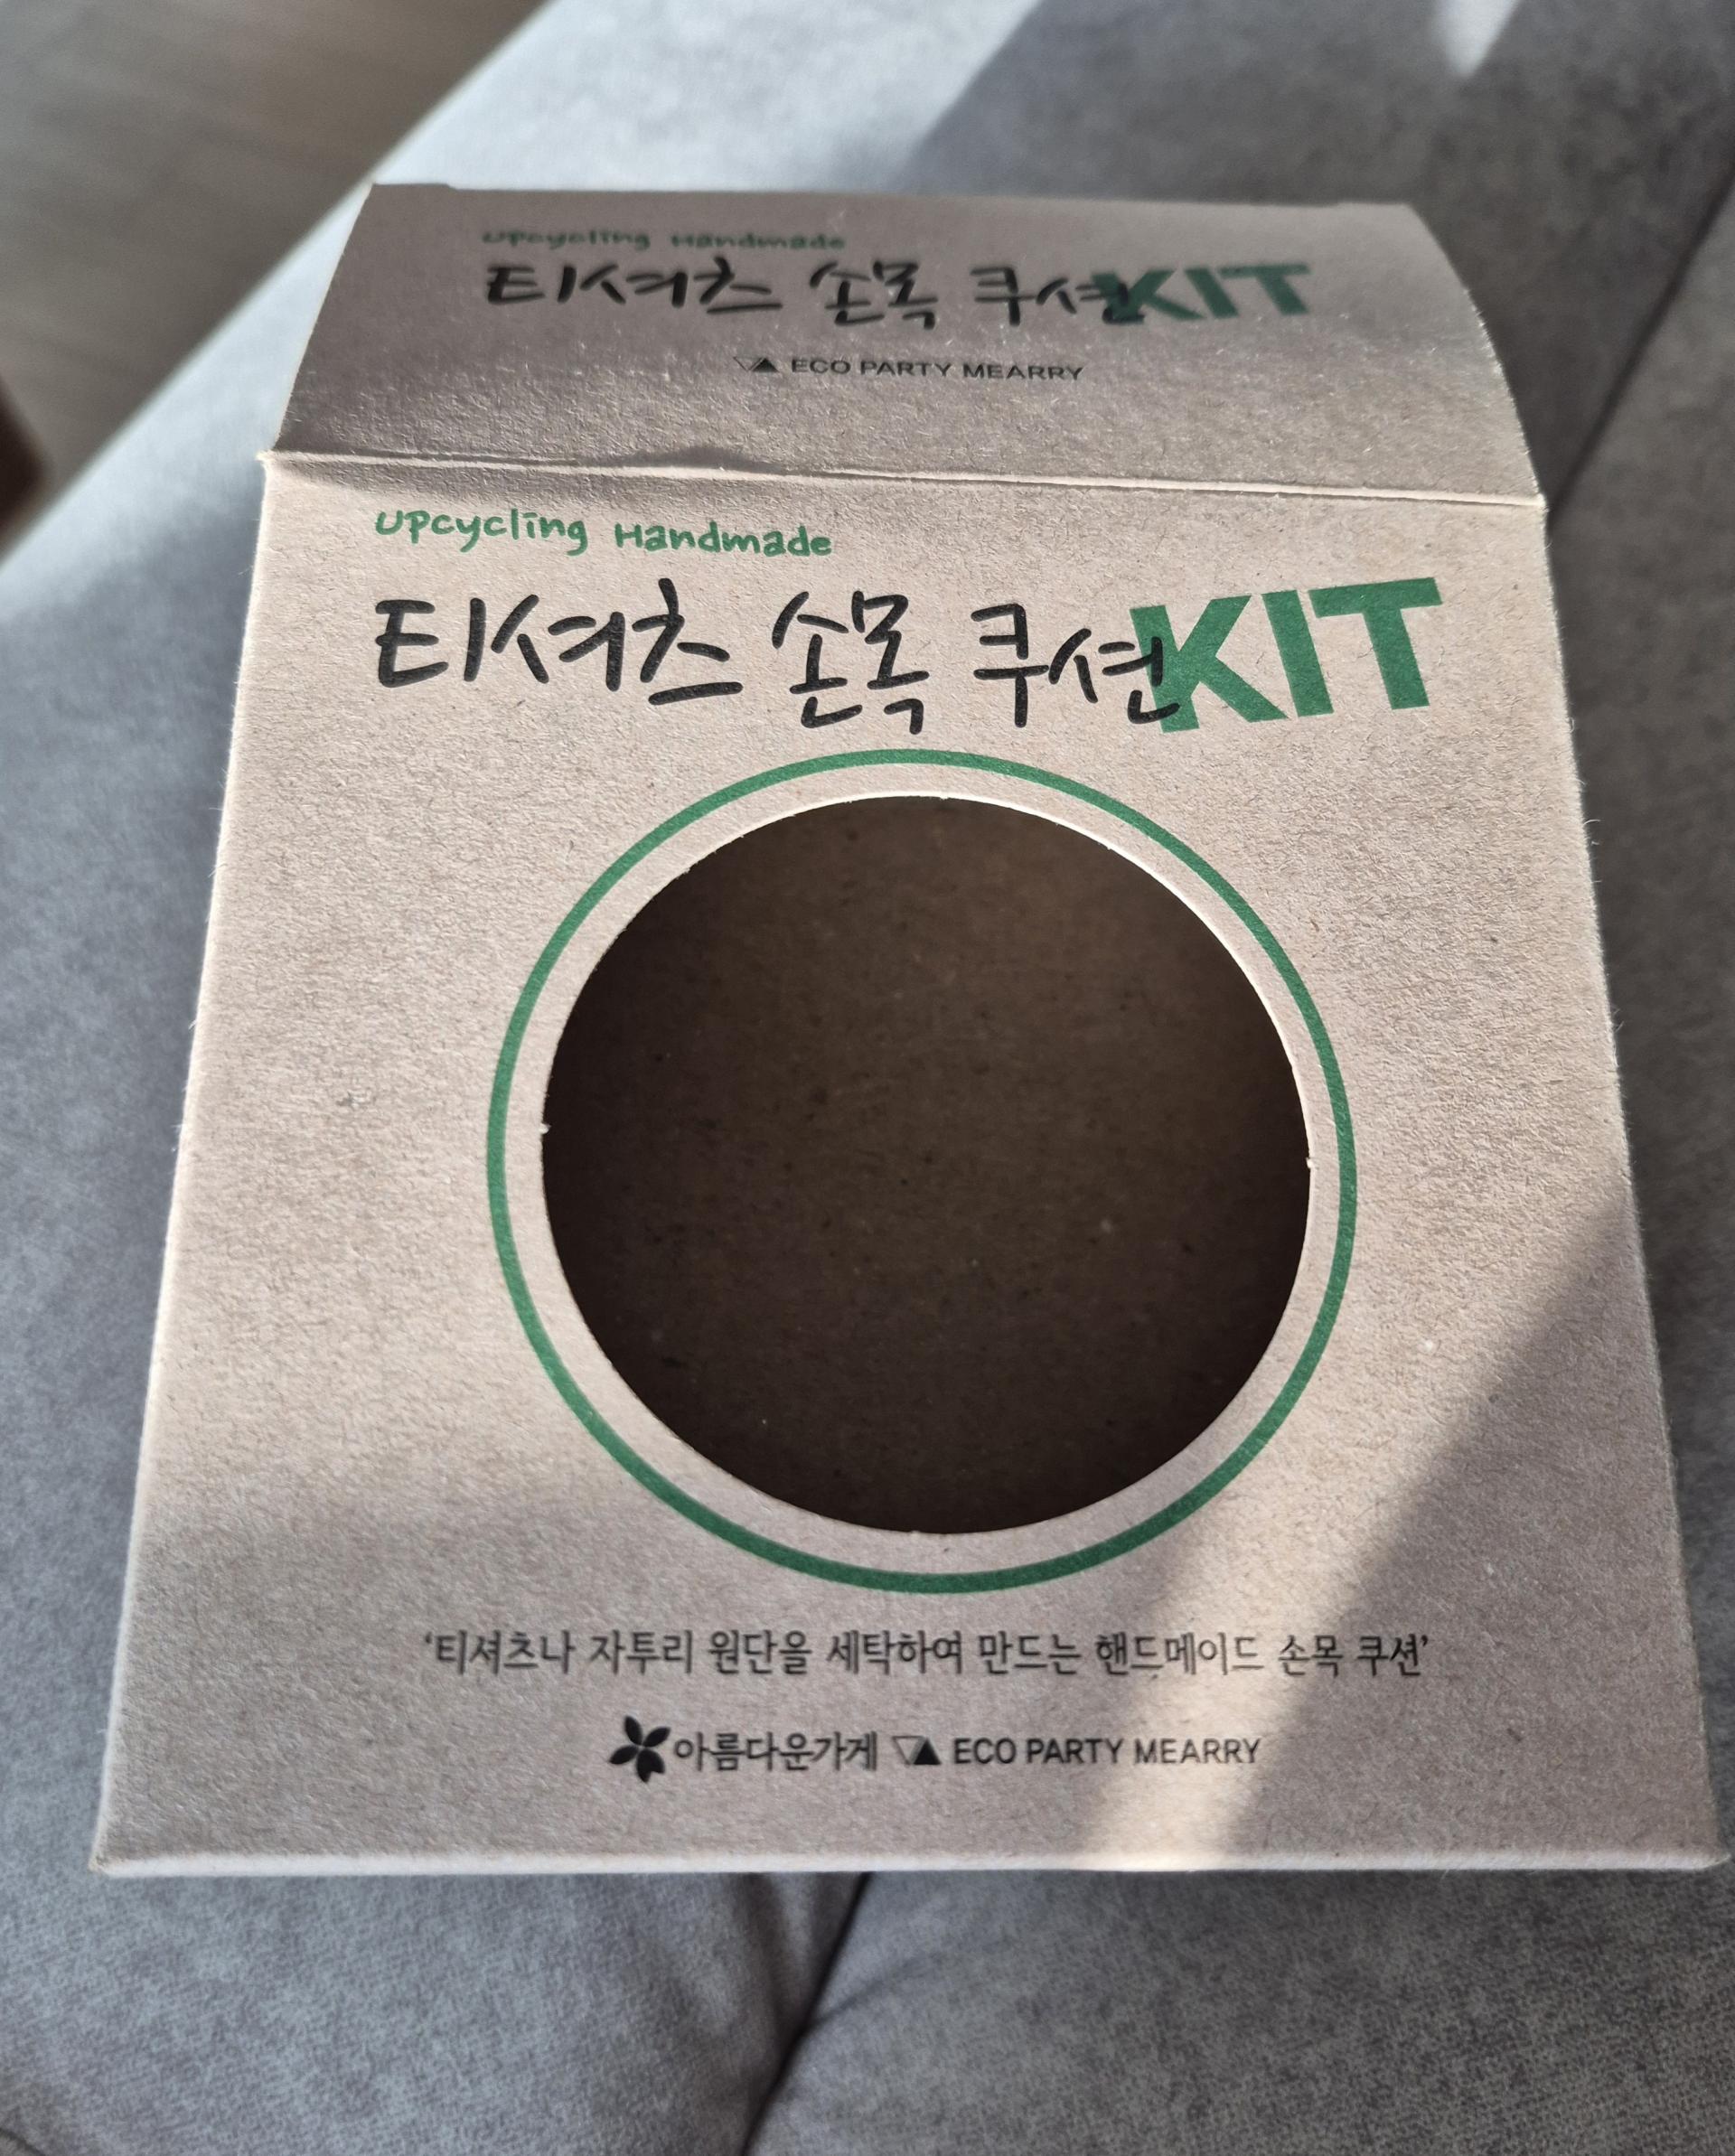 Upcycling Handmade
티셔츠 손목 쿠션KIT
ECO PARTY MEARRY
Upcycling Handmade
티셔츠 손목 쿠션KIT
‘티셔츠나 자투리 원단을 세탁하여 만드는 핸드메이드 손목 쿠션’
아름다운가게 ECO PARTY MEARRY